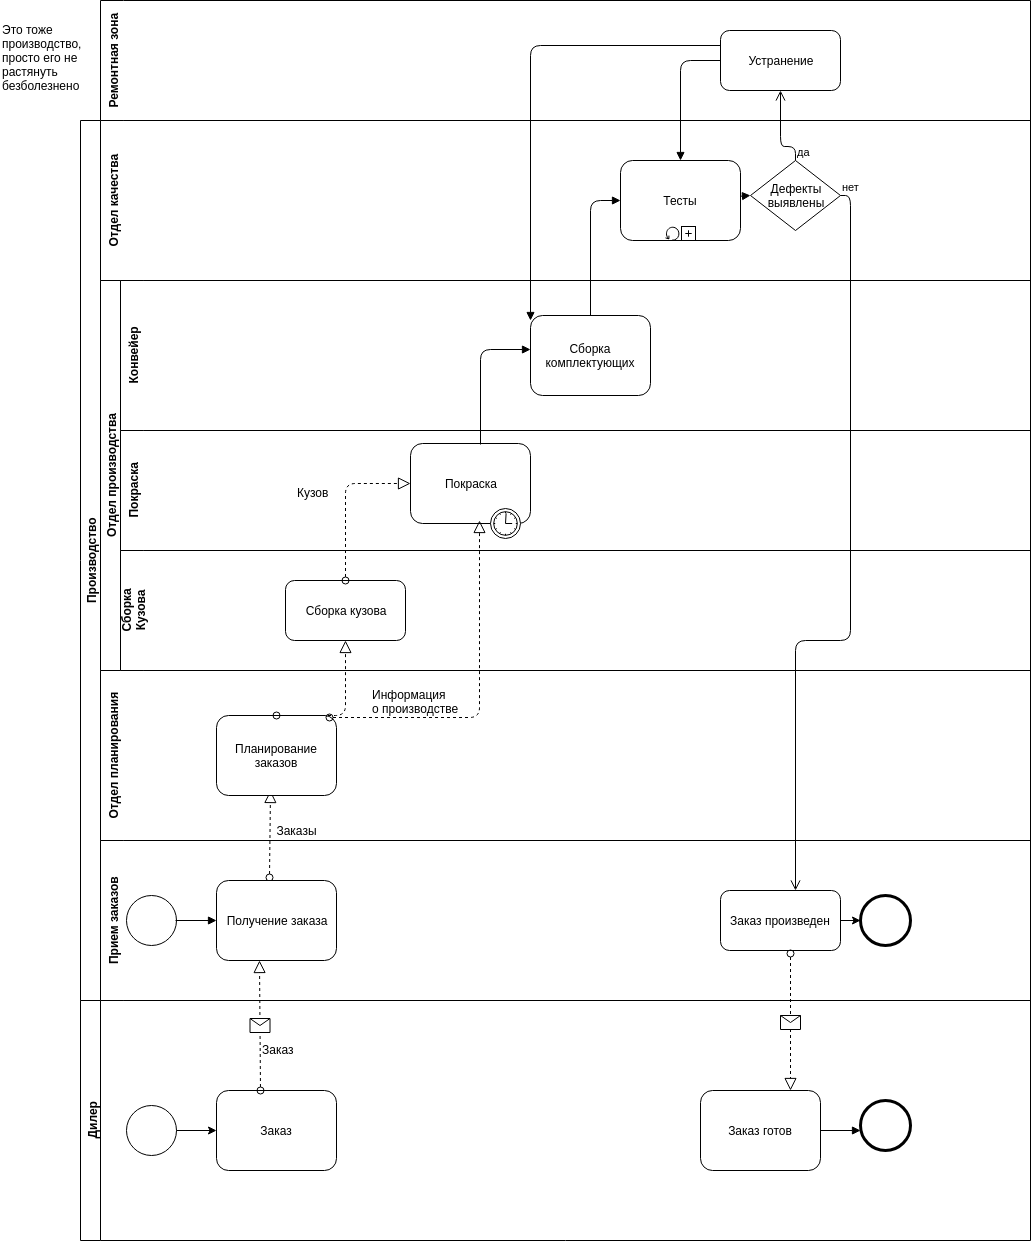 Это тоже
производство,
просто его не
растянуть
безболезнено
Ремонтная зона
Устранение
Отдел качества
Тесты
Дефекты
выявлены
да
нет
Производство
Отдел производства
Конвейер
Сборка
комплектующих
Покраска
Кузов
Покраска
Сборка
Кузова
Сборка кузова
Отдел планирования
Информация
о производстве
Планирование
заказов
Заказы
Прием заказов
Получение заказа
Заказ произведен
Дилер
Заказ
Заказ
Заказ готов